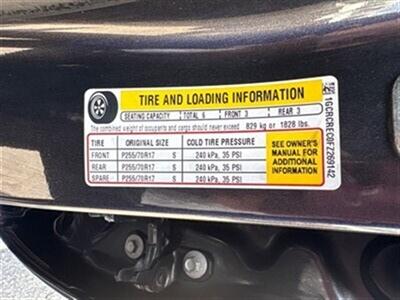 TIRE AND LOADING INFORMATION
SEATING CAPACITY TOTAL 6 FRONT 3 REAR 3
The combined weight of occupants and cargo should never exceed 829 kg or 1828 lbs.
TIRE ORIGINAL SIZE COLD TIRE PRESSURE
FRONT P255/70R17 S 240 kPa, 35 PSI
REAR P255/70R17 S 240 kPa, 35 PSI
SPARE P255/70R17 S 240 kPa, 35 PSI
SEE OWNER'S
MANUAL FOR
ADDITIONAL
INFORMATION
1GCRCREC0FZ269142